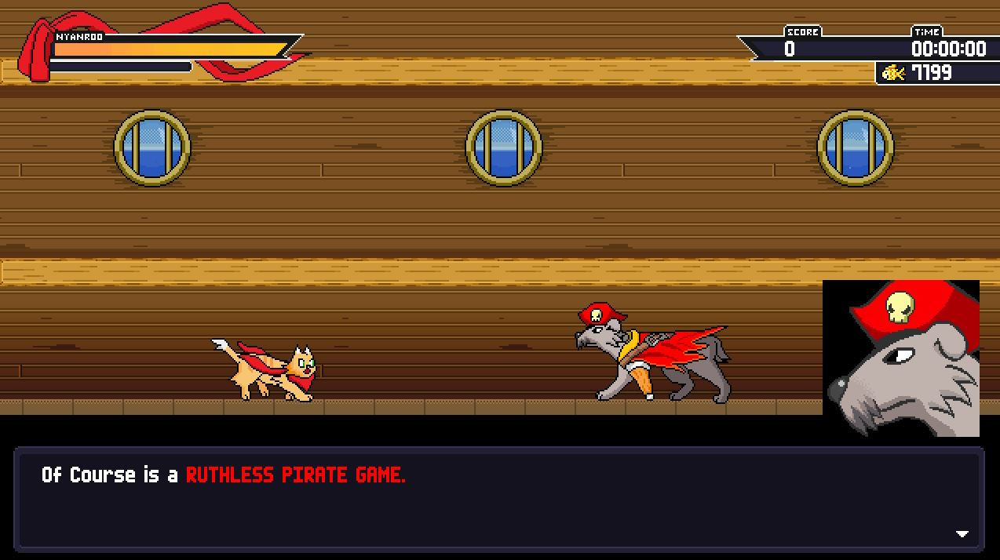 NYANROO
SCORE
TIME
0
00:00:00
7199
Of Course is a RUTHLESS PIRATE GAME.